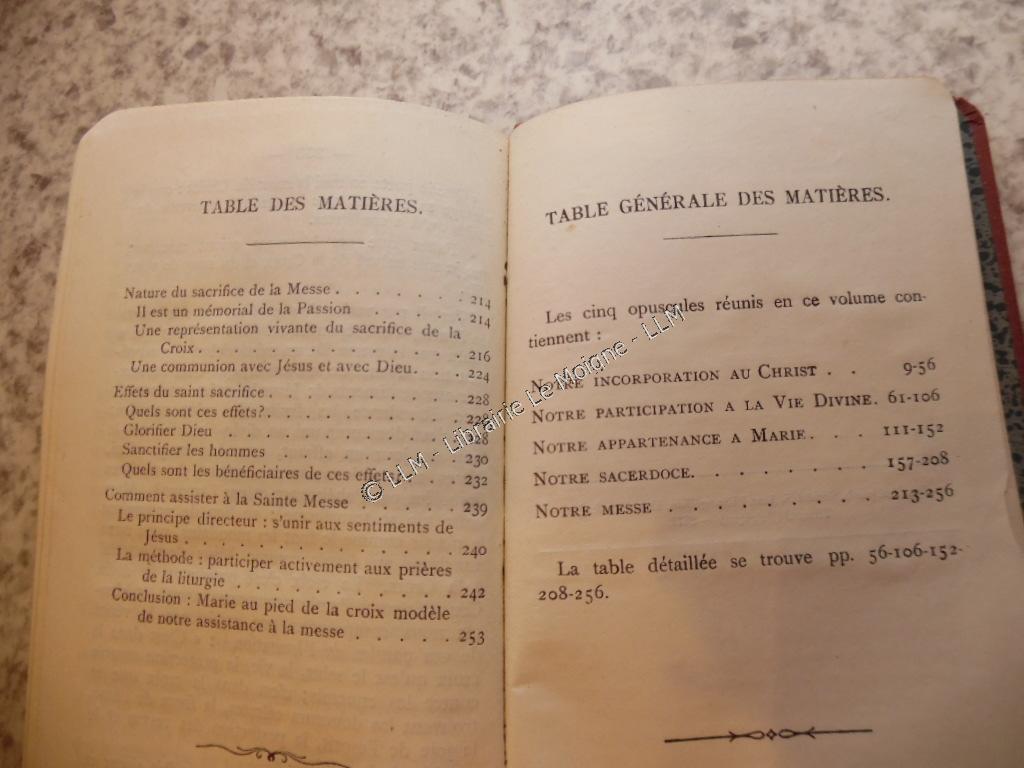 TABLE DES MATIÈRES.
Nature du sacrifice de la Messe . . . . . . . 214
Il est un mémorial de la Passion . . . . . 214
Une représentation vivante du sacrifice de la
Croix . . . . . . . . . . . . . . 216
Une communion avec Jésus et avec Dieu . . . 224
Effets du saint sacrifice . . . . . . . . . . 228
Quels sont ces effets? . . . . . . . . . . 228
Glorifier Dieu . . . . . . . . . . . . 228
Sanctifier les hommes . . . . . . . . . 230
Quels sont les bénéficiaires de ces effets . . . 232
Comment assister à la Sainte Messe . . . . . 239
Le principe directeur : s'unir aux sentiments de
Jésus . . . . . . . . . . . . . . 240
La méthode : participer activement aux prières
de la liturgie . . . . . . . . . . . 242
Conclusion : Marie au pied de la croix modèle
de notre assistance à la messe . . . . . 253
TABLE GÉNÉRALE DES MATIÈRES.
Les cinq opuscules réunis en ce volume con-
tiennent :
NOTRE INCORPORATION AU CHRIST . . 9-56
NOTRE PARTICIPATION A LA VIE DIVINE. 61-106
NOTRE APPARTENANCE A MARIE . . . 111-152
NOTRE SACERDOCE . . . . . . . . 157-208
NOTRE MESSE . . . . . . . . . 213-256
La table détaillée se trouve pp. 56-106-152-
208-256.
© LLM - Librairie Le Moigne - LLM